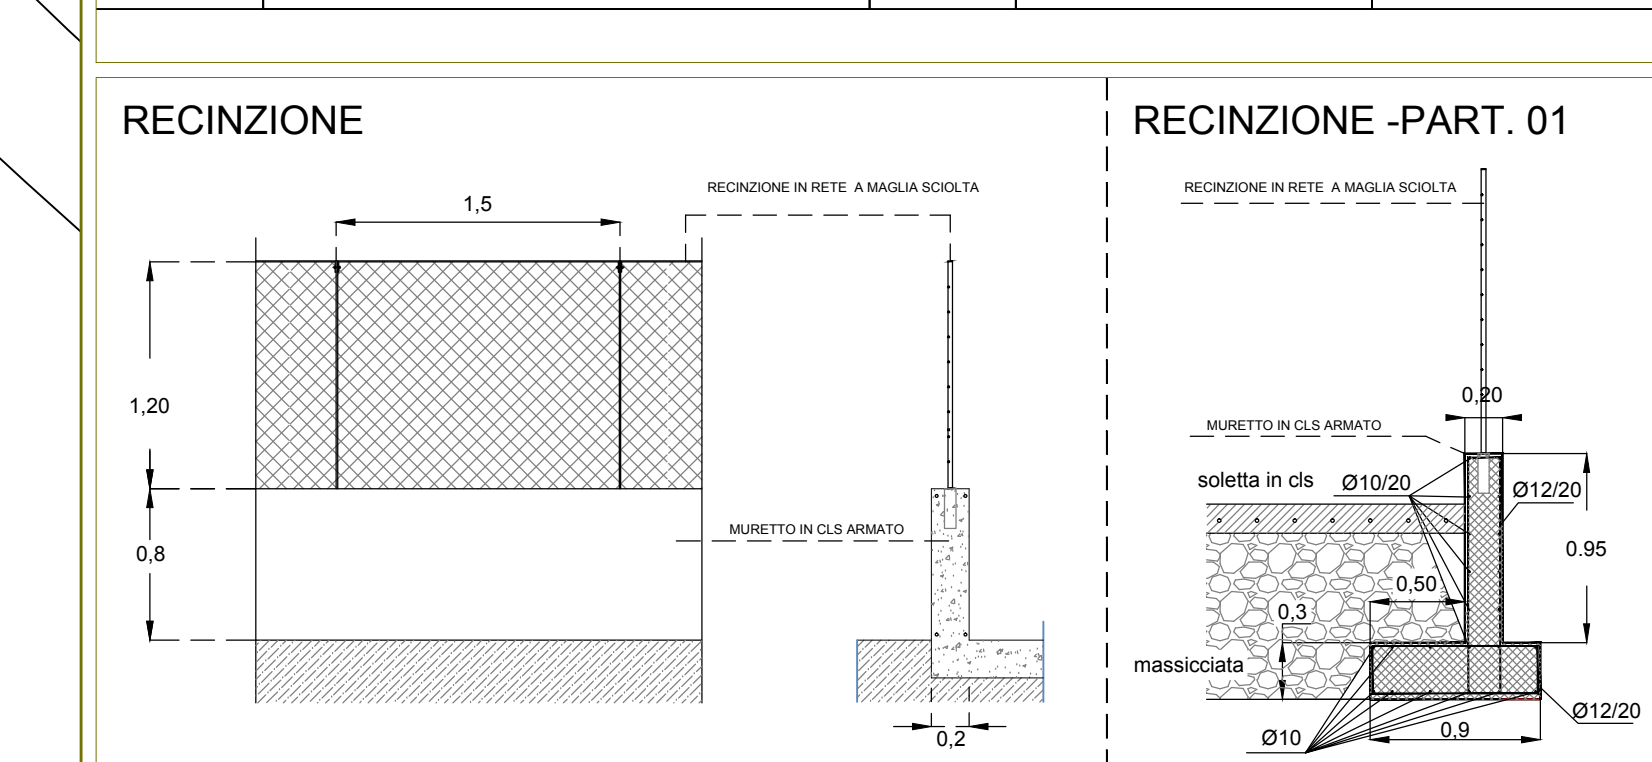 RECINZIONE
RECINZIONE IN RETE A MAGLIA SCIOLTA
1,5
1,20
0,8
MURETTO IN CLS ARMATO
0,2
RECINZIONE -PART. 01
RECINZIONE IN RETE A MAGLIA SCIOLTA
0,20
MURETTO IN CLS ARMATO
soletta in cls
Ø10/20
Ø12/20
0.95
0,50
0,3
massicciata
Ø12/20
Ø10
0,9